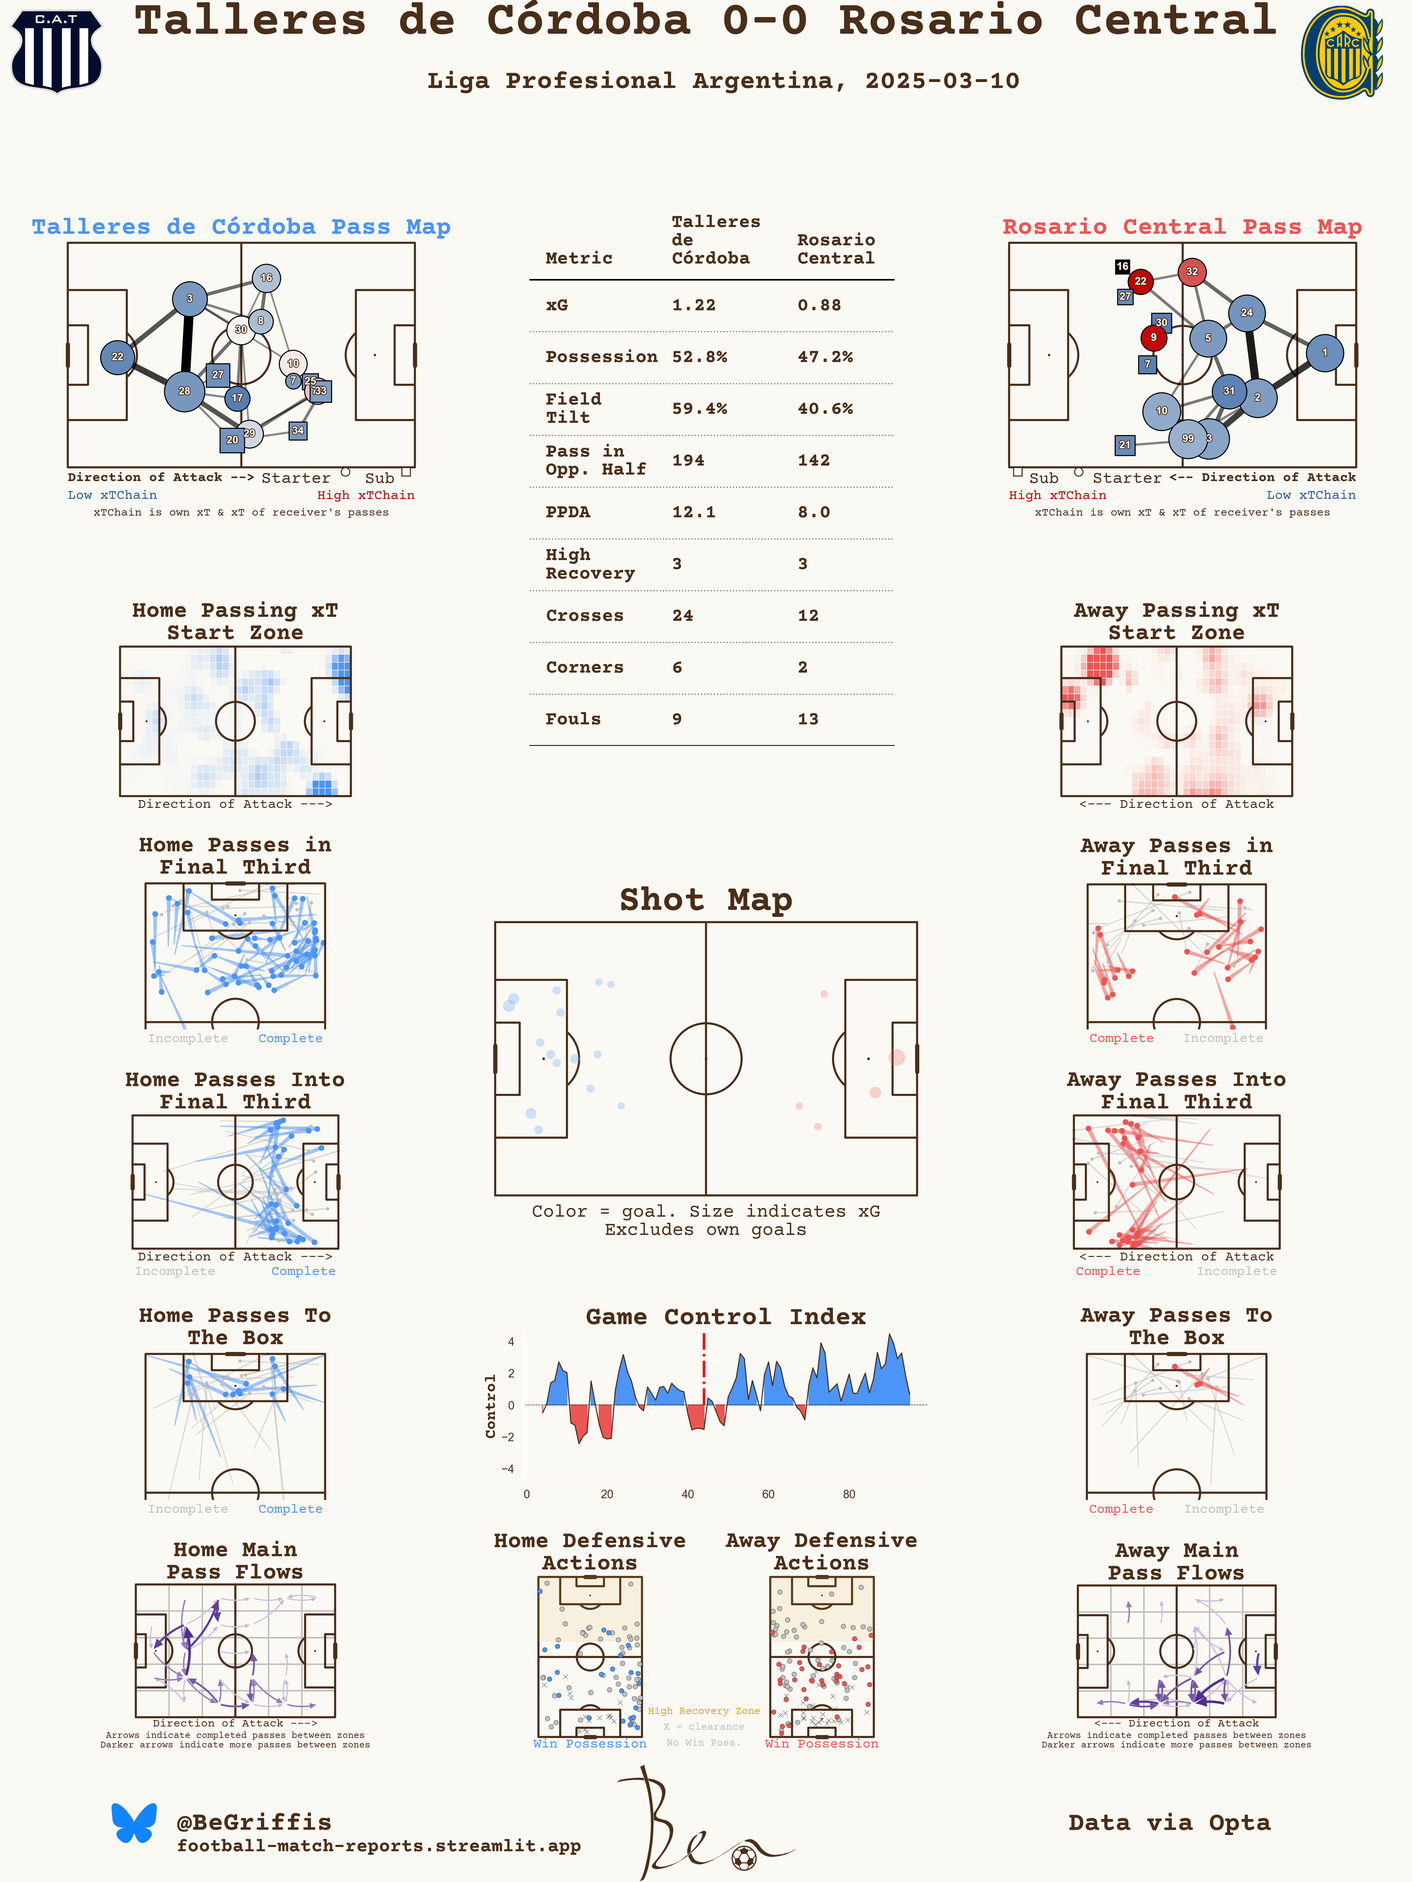 C.A.T
Talleres de Córdoba 0-0 Rosario Central
CARC
Liga Profesional Argentina, 2025-03-10
Talleres de Córdoba Pass Map
16
3
8
30
22
10
27
7
25
33
28
17
29
20
34
Direction of Attack --> Starter Sub
Low xTChain High xTChain
xTChain is own xT & xT of receiver's passes
Metric Talleres de Córdoba Rosario Central
xG 1.22 0.88
Possession 52.8% 47.2%
Field Tilt 59.4% 40.6%
Pass in Opp. Half 194 142
PPDA 12.1 8.0
High Recovery 3 3
Crosses 24 12
Corners 6 2
Fouls 9 13
Rosario Central Pass Map
16
32
22
27
24
30
9
5
1
7
31
2
10
99
3
21
Sub Starter <-- Direction of Attack
High xTChain Low xTChain
xTChain is own xT & xT of receiver's passes
Home Passing xT
Start Zone
Direction of Attack --->
Away Passing xT
Start Zone
<--- Direction of Attack
Home Passes in
Final Third
Incomplete Complete
Away Passes in
Final Third
Complete Incomplete
Shot Map
Color = goal. Size indicates xG
Excludes own goals
Home Passes Into
Final Third
Direction of Attack --->
Incomplete Complete
Away Passes Into
Final Third
<--- Direction of Attack
Complete Incomplete
Home Passes To
The Box
Incomplete Complete
Game Control Index
Control
4
2
0
−2
−4
0 20 40 60 80
Away Passes To
The Box
Complete Incomplete
Home Main
Pass Flows
Direction of Attack --->
Arrows indicate completed passes between zones
Darker arrows indicate more passes between zones
Home Defensive
Actions
Win Possession
High Recovery Zone
X = clearance
No Win Poss.
Away Defensive
Actions
Win Possession
Away Main
Pass Flows
<--- Direction of Attack
Arrows indicate completed passes between zones
Darker arrows indicate more passes between zones
@BeGriffis
football-match-reports.streamlit.app
Ben
Data via Opta